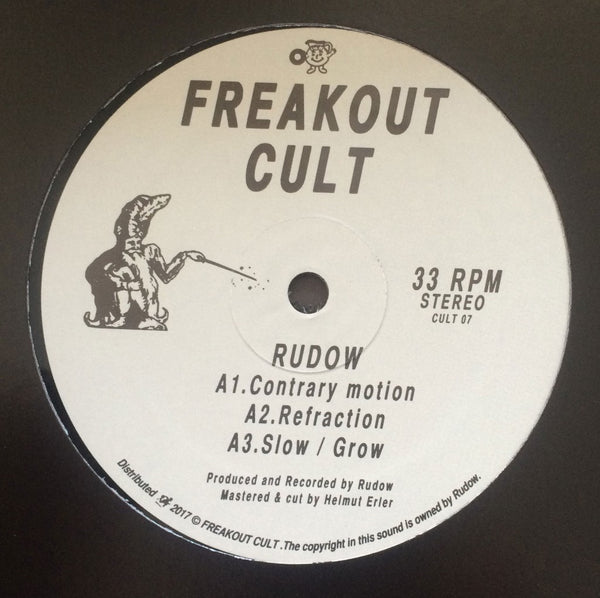 FREAKOUT
CULT
33 RPM
STEREO
CULT 07
RUDOW
A1.Contrary motion
A2.Refraction
A3.Slow / Grow
Produced and Recorded by Rudow
Mastered & cut by Helmut Erler
Distributed 2017 © FREAKOUT CULT .The copyright in this sound is owned by Rudow.